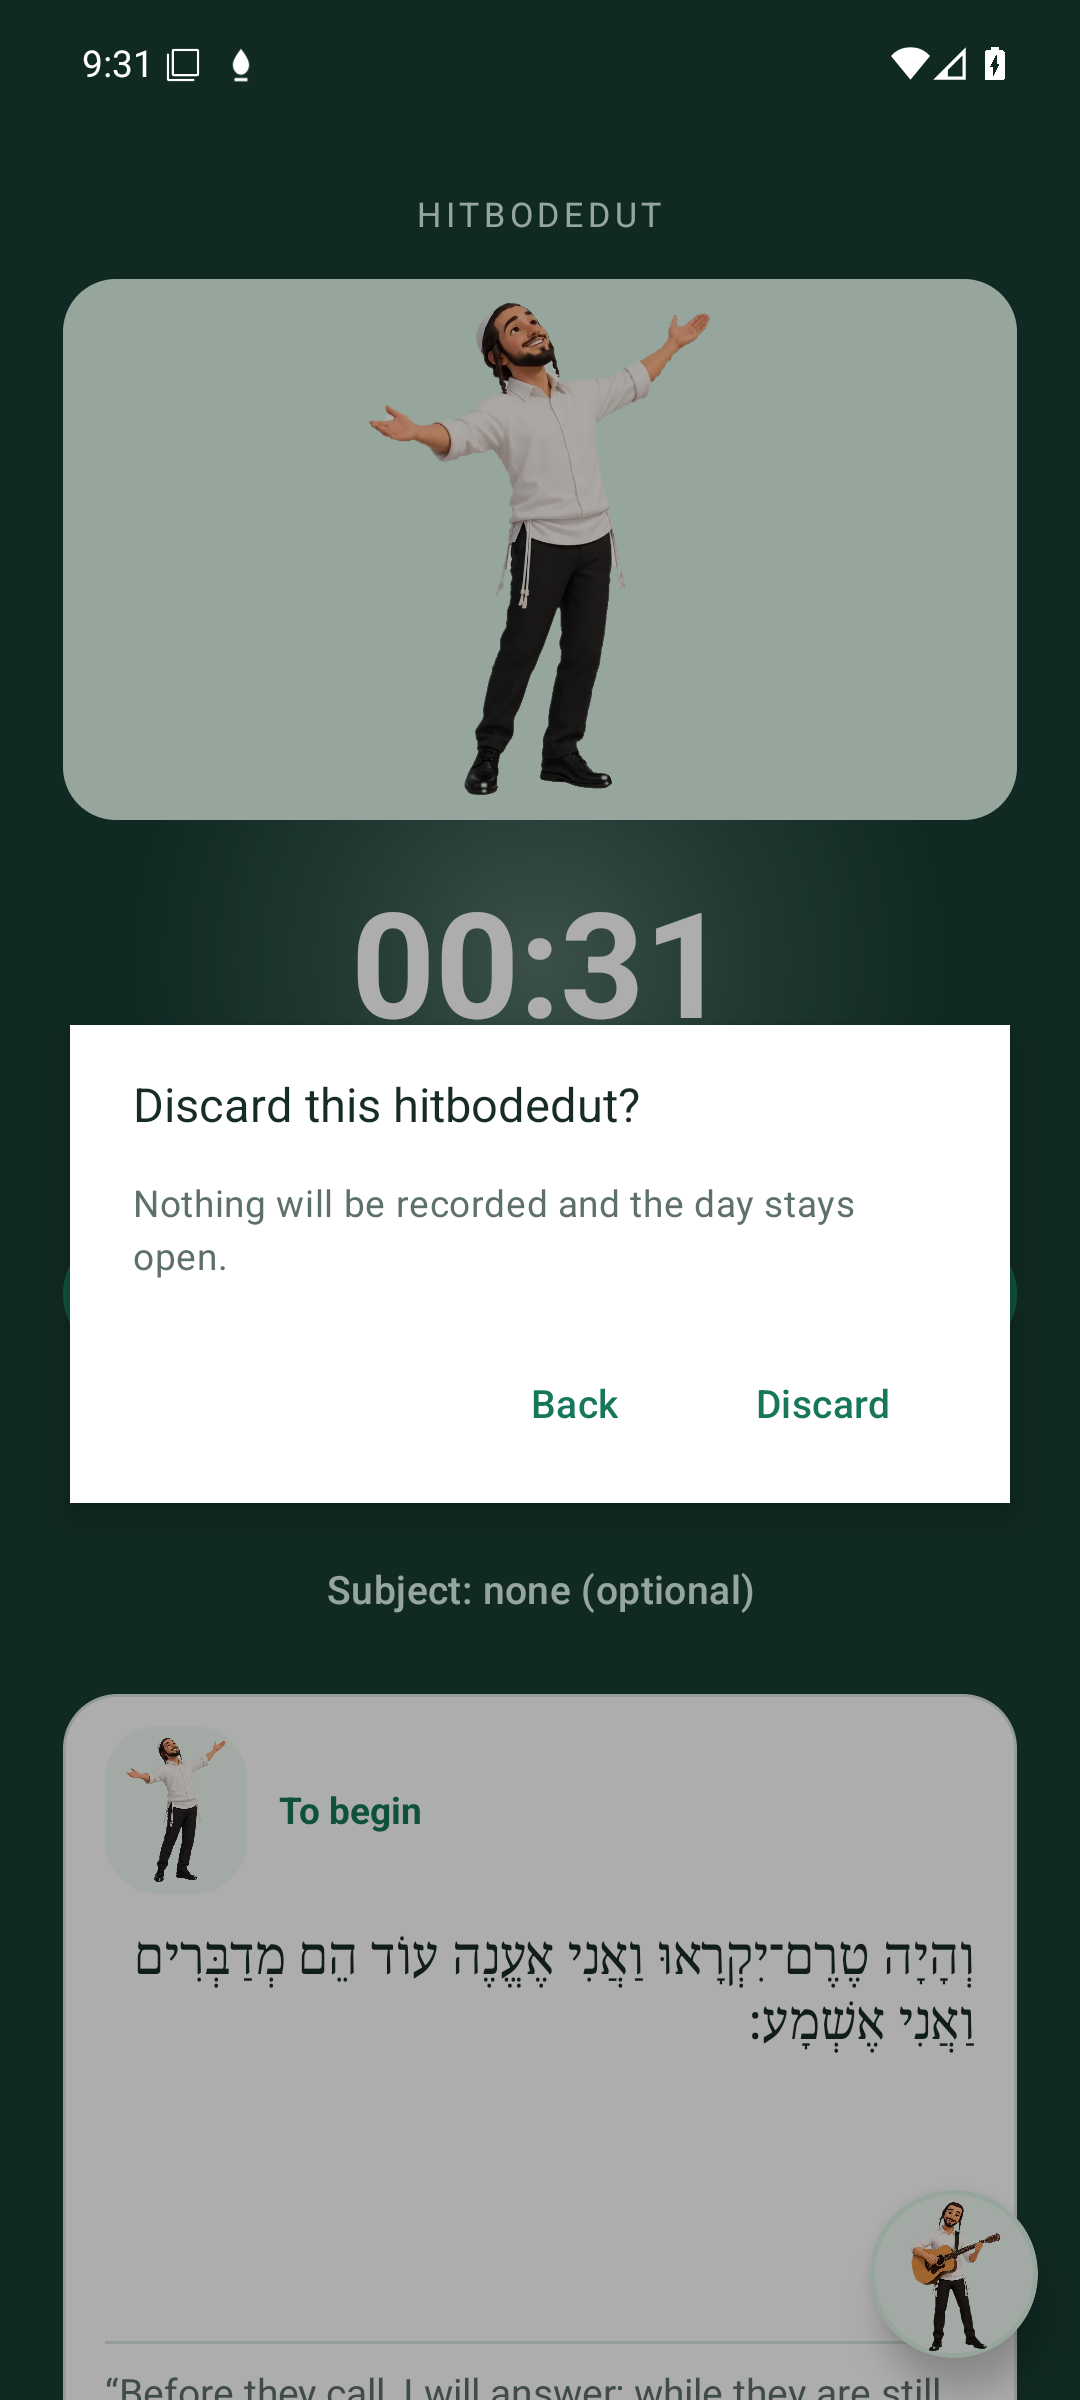 9:31
HITBODEDUT
00:31
Discard this hitbodedut?
Nothing will be recorded and the day stays
open.
Back Discard
Subject: none (optional)
To begin
וְהָיָה טֶרֶם־יִקְרָאוּ וַאֲנִי אֶעֱנֶה עוֹד הֵם מְדַבְּרִים
וַאֲנִי אֶשְׁמָע:
“Before they call, I will answer; while they are still